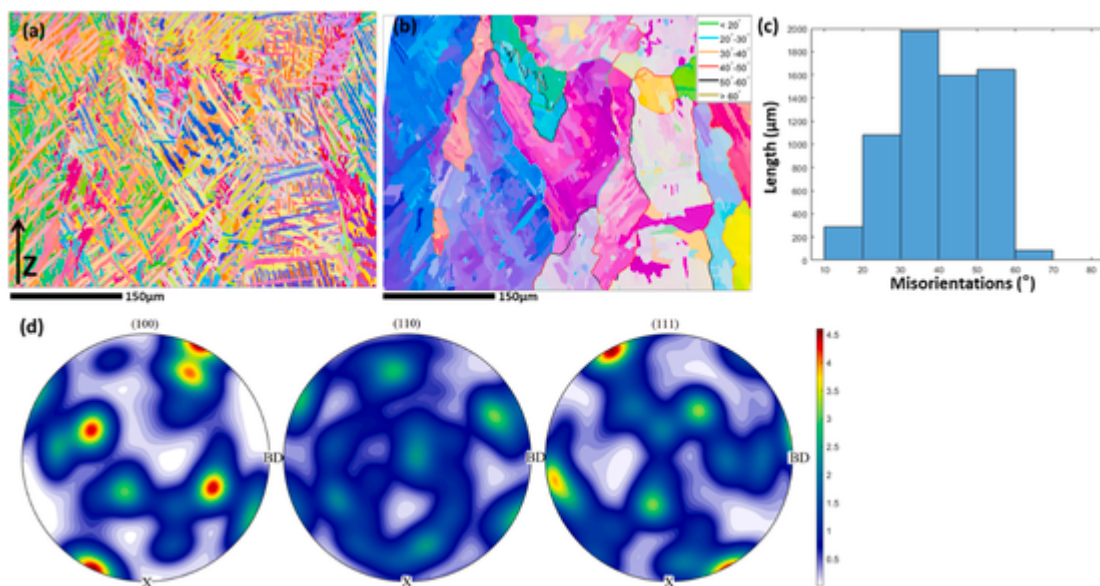 (a)
Z
150μm
(b)
< 20°
20°-30°
30°-40°
40°-50°
50°-60°
> 60°
150μm
(c)
2000
1800
1600
1400
1200
1000
800
600
400
200
0
Length (μm)
10 20 30 40 50 60 70 80
Misorientations (°)
(d)
(100)
BD
X
(110)
BD
X
(111)
BD
X
4.5
4
3.5
3
2.5
2
1.5
1
0.5